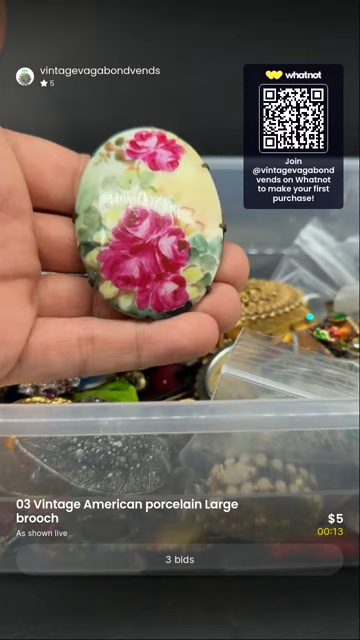 vintagevagabondvends
5
whatnot
Join
@vintagevagabond
vends on Whatnot
to make your first
purchase!
03 Vintage American porcelain Large
brooch
$5
As shown live
00:13
3 bids